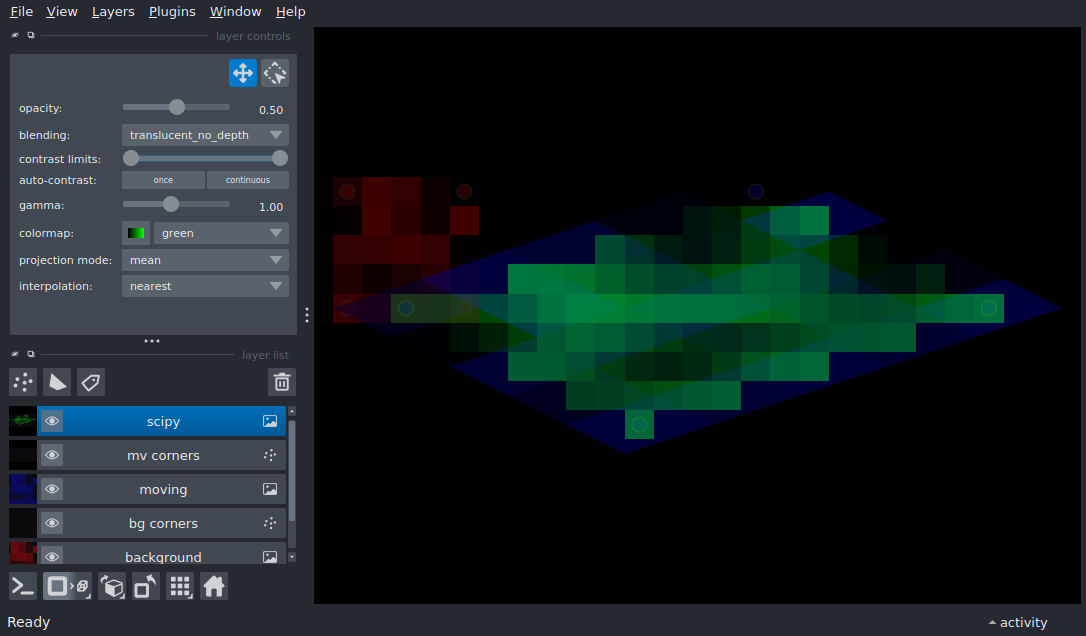 File View Layers Plugins Window Help
layer controls
opacity: 0.50
blending: translucent_no_depth
contrast limits:
auto-contrast: once continuous
gamma: 1.00
colormap: green
projection mode: mean
interpolation: nearest
layer list
scipy
mv corners
moving
bg corners
background
Ready
activity